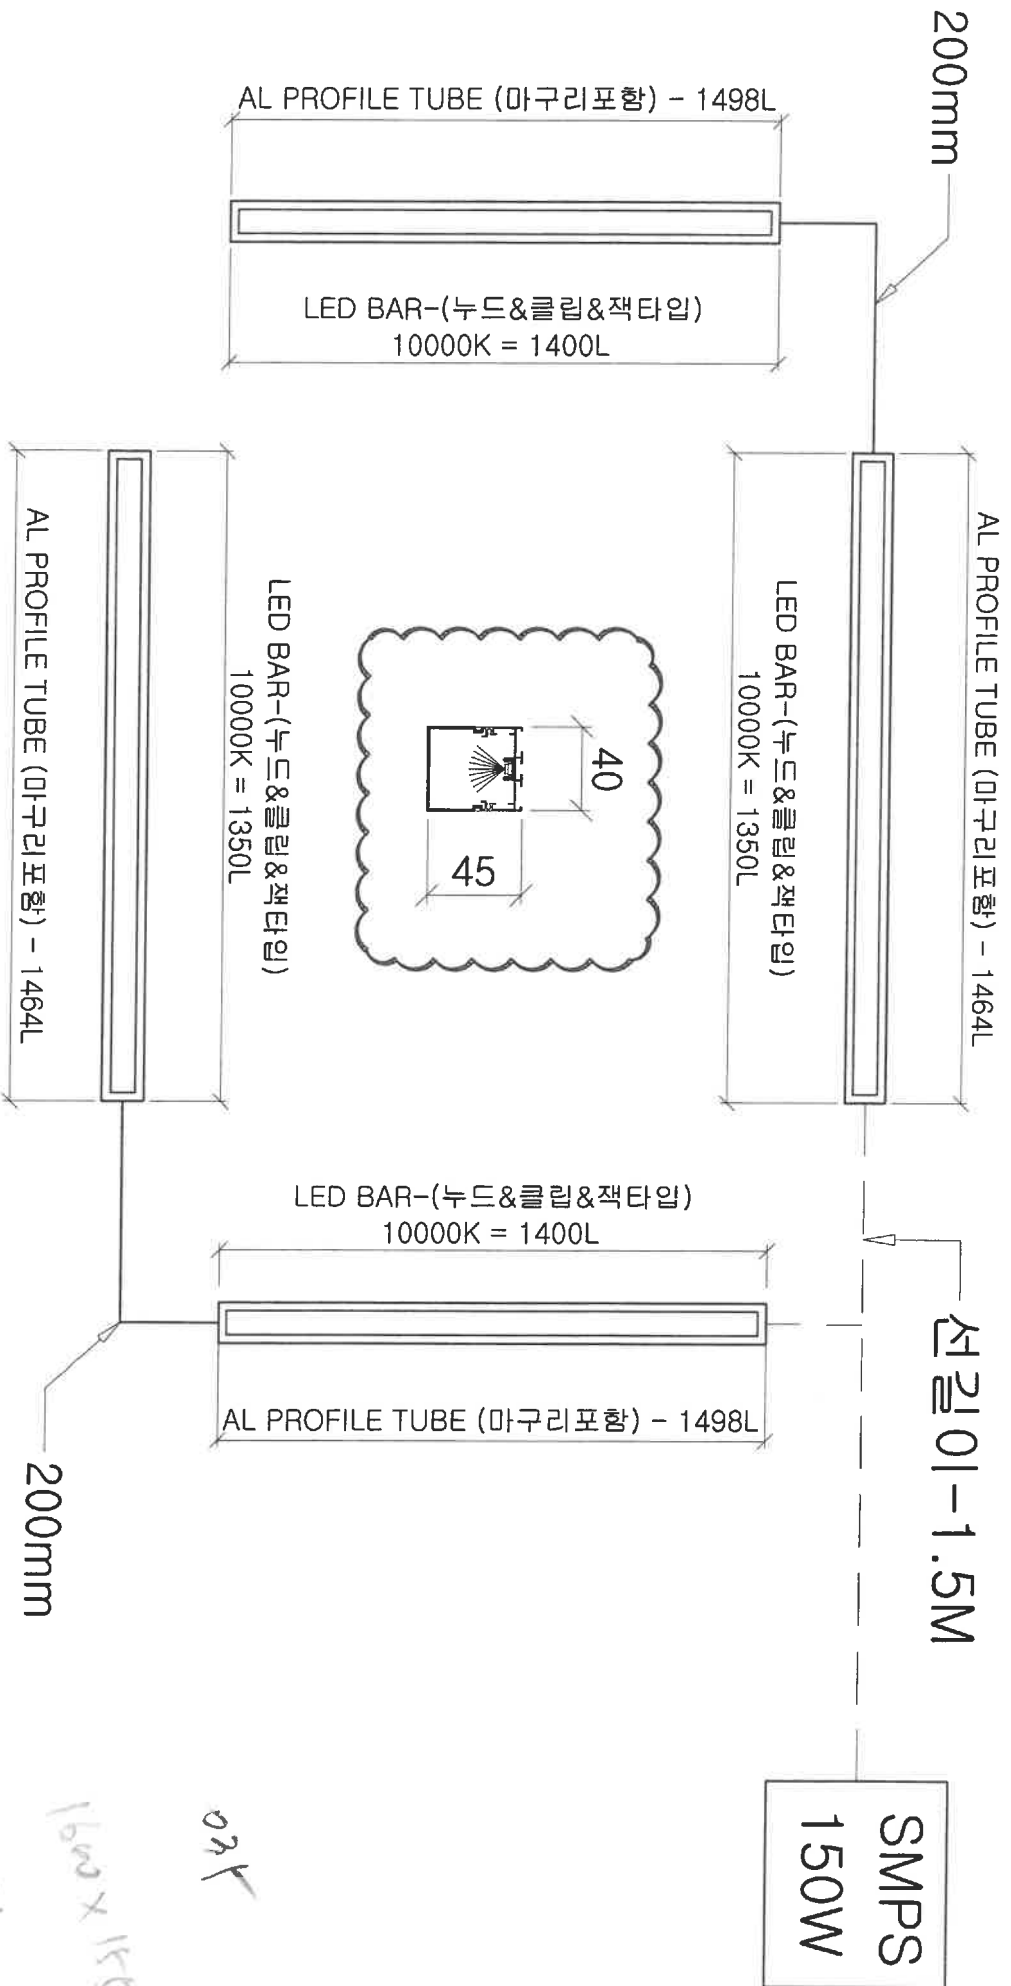 200mm
AL PROFILE TUBE (마구리포함) - 1498L
LED BAR-(누드&클립&잭타입)
10000K = 1400L
AL PROFILE TUBE (마구리포함) - 1464L
LED BAR-(누드&클립&잭타입)
10000K = 1350L
40
45
LED BAR-(누드&클립&잭타입)
10000K = 1350L
AL PROFILE TUBE (마구리포함) - 1464L
LED BAR-(누드&클립&잭타입)
10000K = 1400L
AL PROFILE TUBE (마구리포함) - 1498L
선길이-1.5M
200mm
SMPS
150W